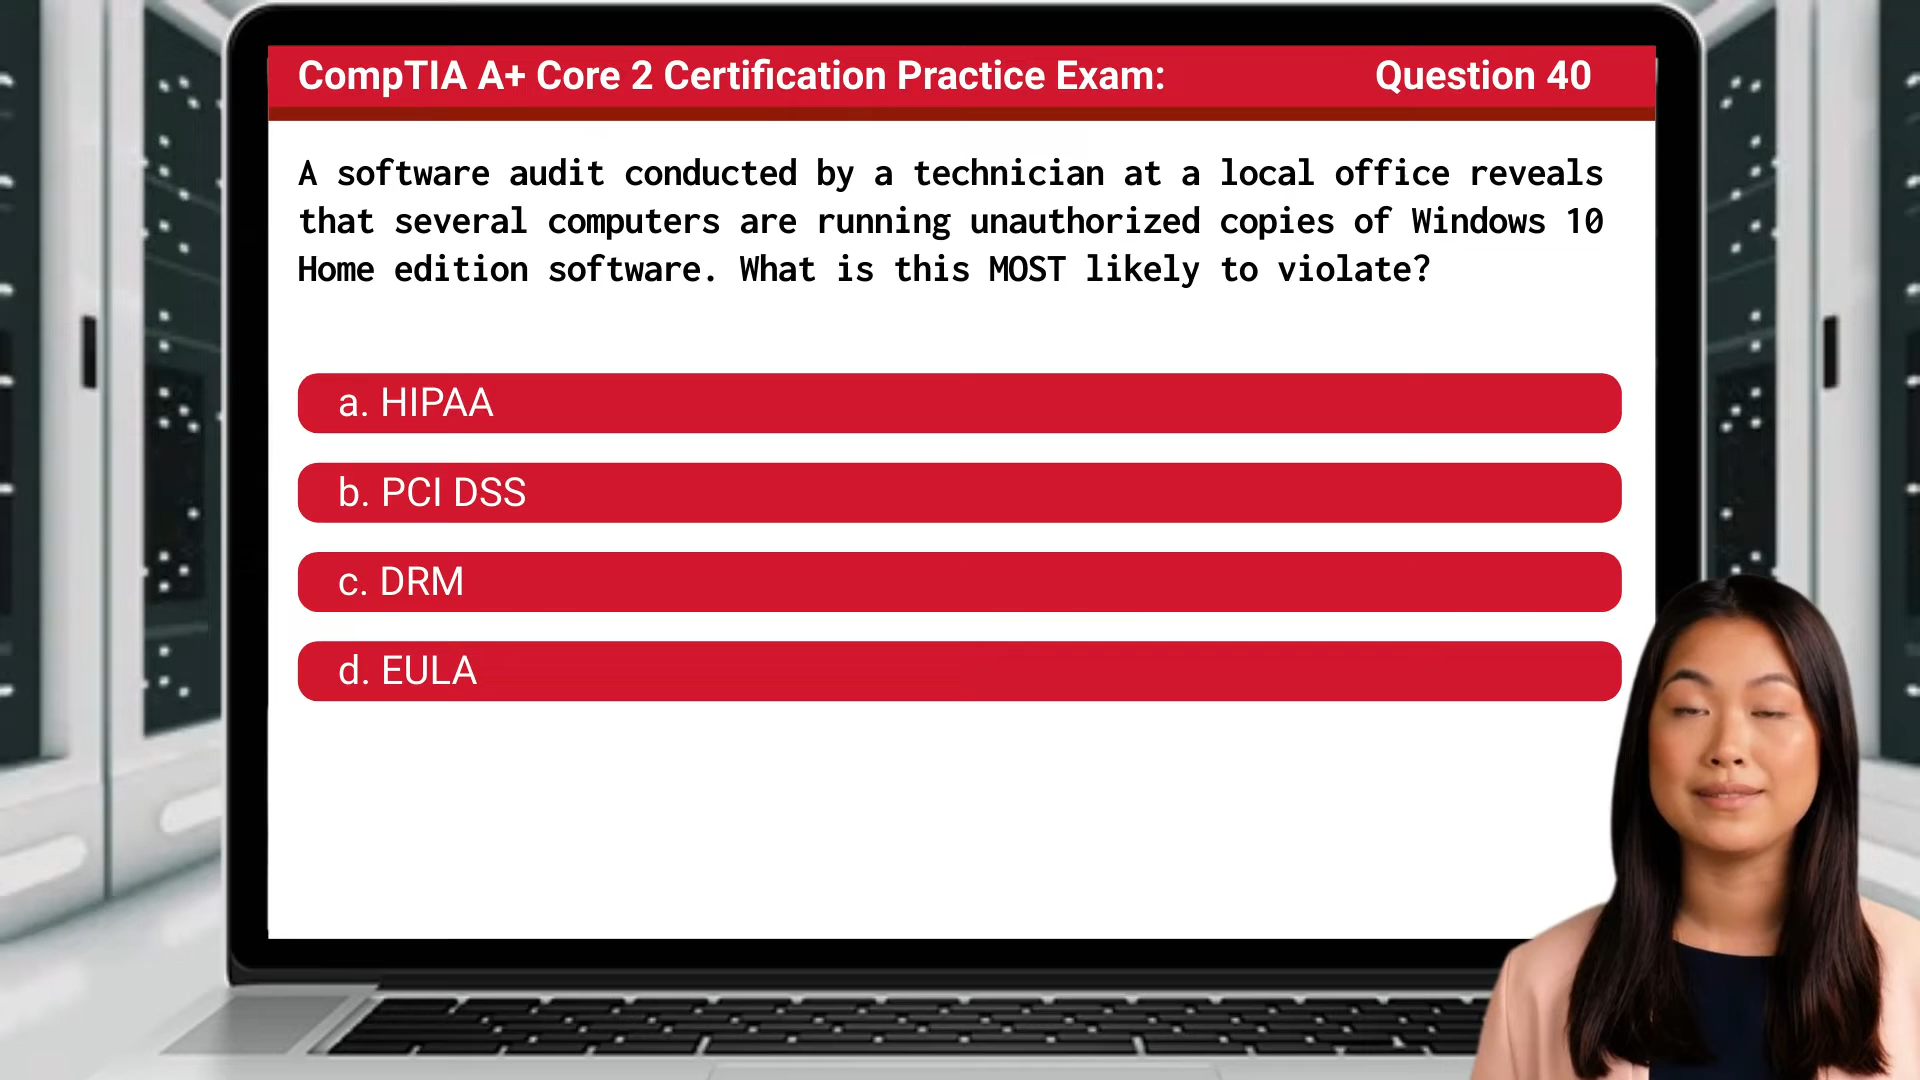 CompTIA A+ Core 2 Certification Practice Exam: Question 40
A software audit conducted by a technician at a local office reveals
that several computers are running unauthorized copies of Windows 10
Home edition software. What is this MOST likely to violate?
a. HIPAA
b. PCI DSS
c. DRM
d. EULA